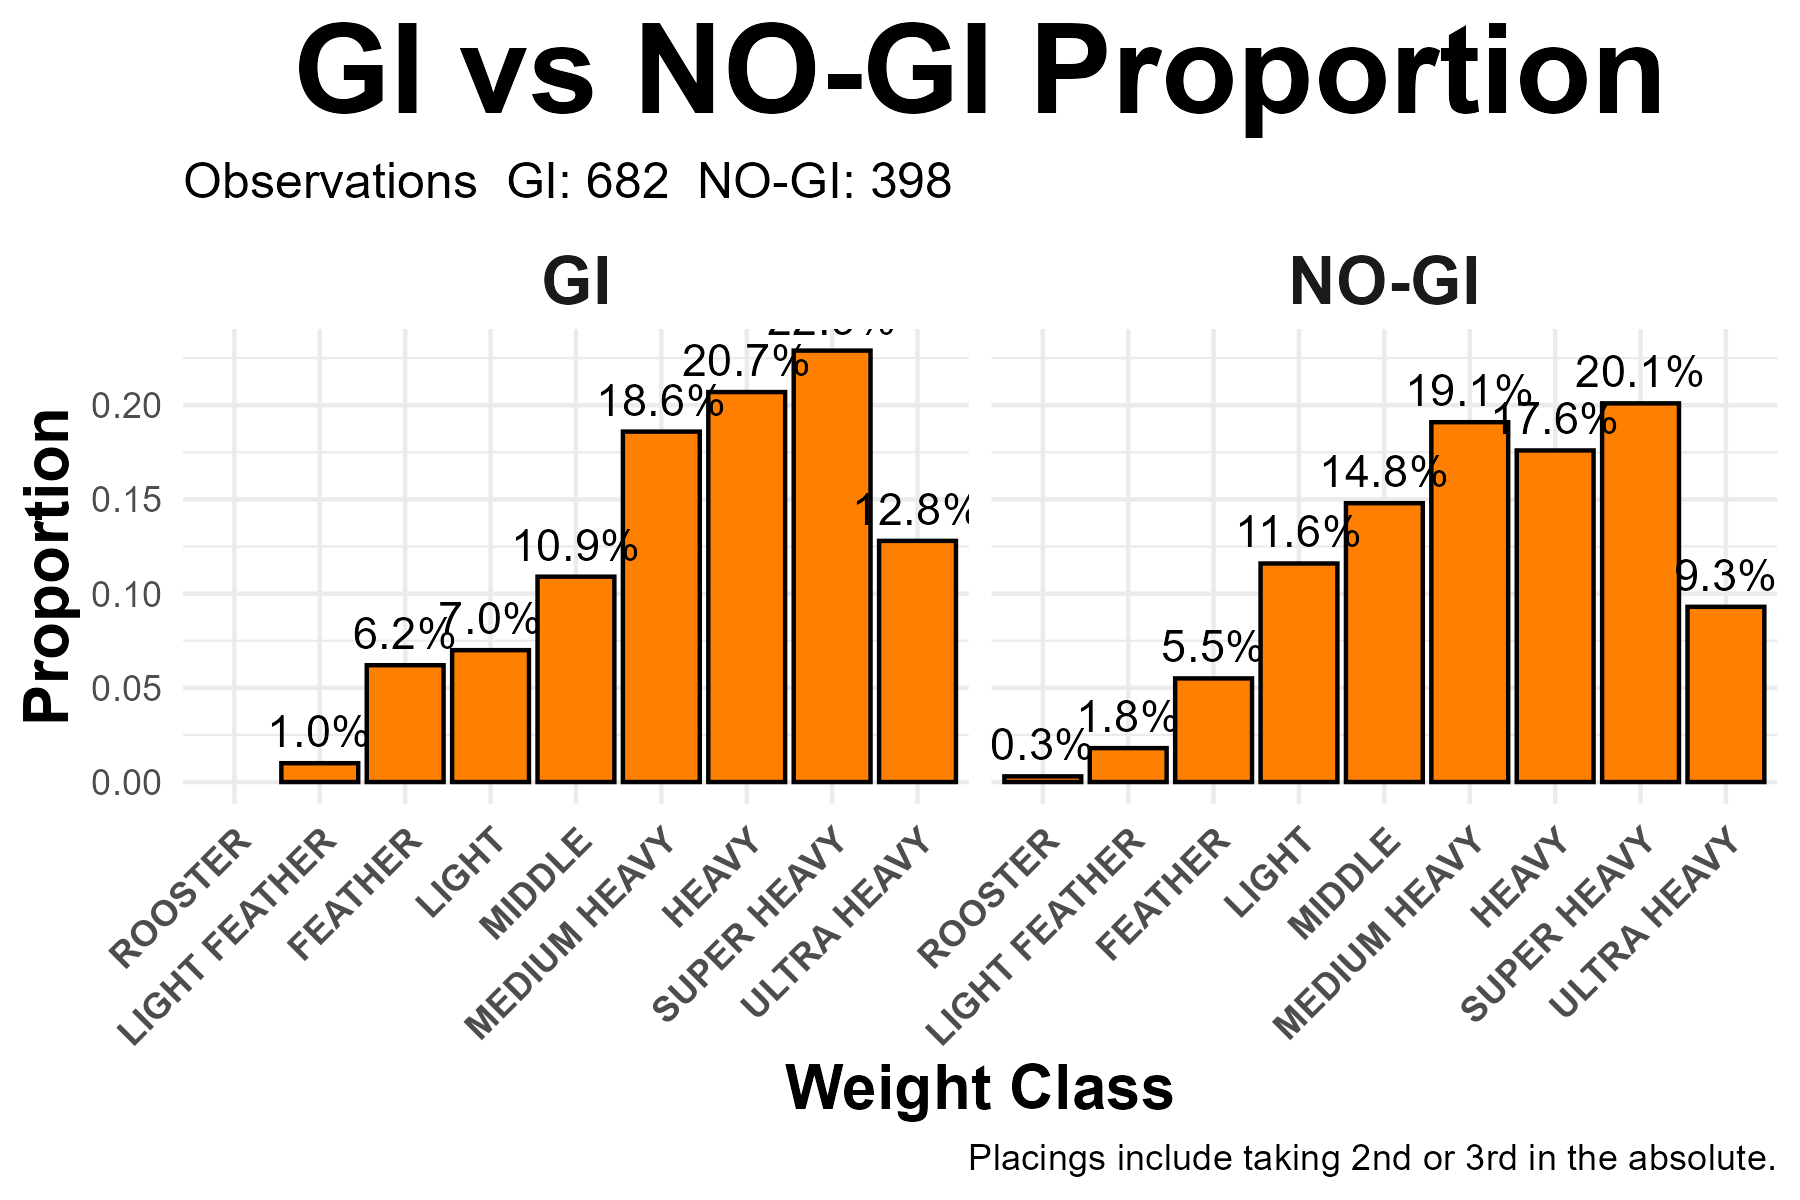 GI vs NO-GI Proportion
Observations  GI: 682  NO-GI: 398
GI
NO-GI
Proportion
0.20
0.15
0.10
0.05
0.00
1.0%
6.2%
7.0%
10.9%
18.6%
20.7%
12.8%
0.3%
1.8%
5.5%
11.6%
14.8%
19.1%
17.6%
20.1%
9.3%
ROOSTER
LIGHT FEATHER
FEATHER
LIGHT
MIDDLE
MEDIUM HEAVY
HEAVY
SUPER HEAVY
ULTRA HEAVY
ROOSTER
LIGHT FEATHER
FEATHER
LIGHT
MIDDLE
MEDIUM HEAVY
HEAVY
SUPER HEAVY
ULTRA HEAVY
Weight Class
Placings include taking 2nd or 3rd in the absolute.